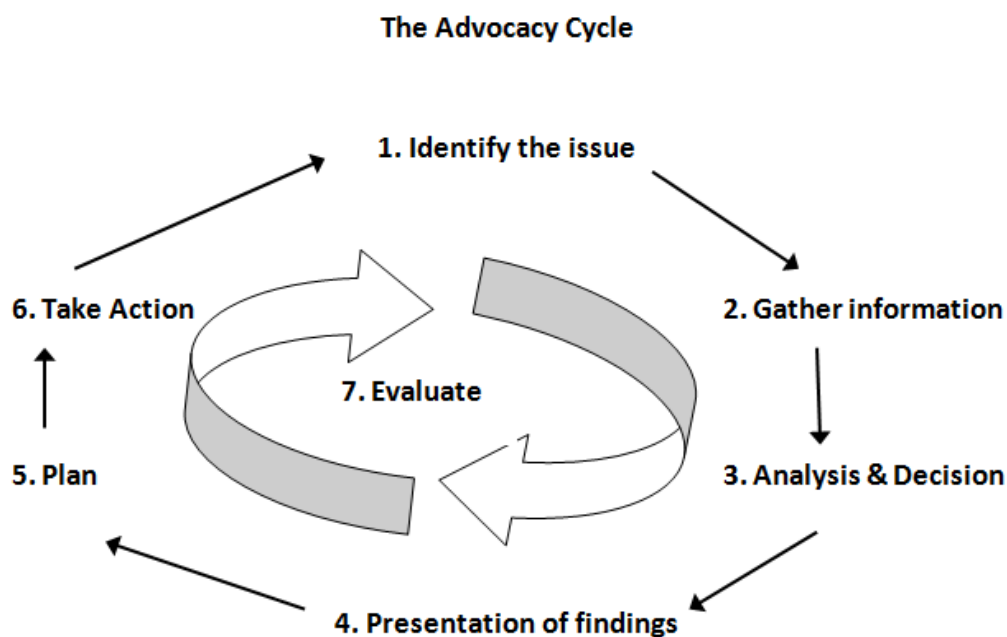 The Advocacy Cycle
1. Identify the issue
2. Gather information
3. Analysis & Decision
4. Presentation of findings
5. Plan
6. Take Action
7. Evaluate